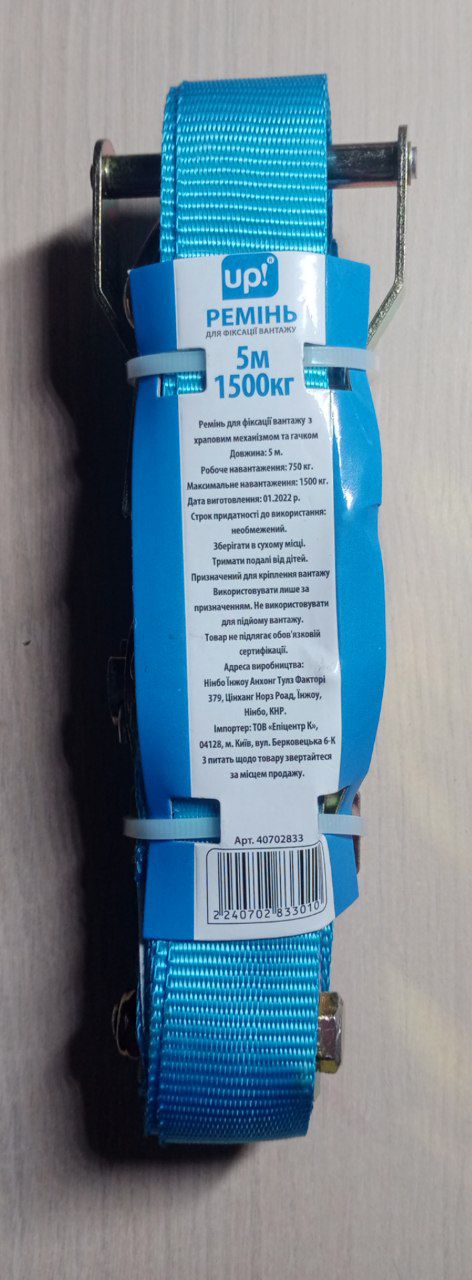 up!®
РЕМІНЬ
ДЛЯ ФІКСАЦІЇ ВАНТАЖУ
5м
1500кг
Ремінь для фіксації вантажу з
храповим механізмом та гачком
Довжина: 5 м.
Робоче навантаження: 750 кг.
Максимальне навантаження: 1500 кг.
Дата виготовлення: 01.2022 р.
Строк придатності до використання:
необмежений.
Зберігати в сухому місці.
Тримати подалі від дітей.
Призначений для кріплення вантажу
Використовувати лише за
призначенням. Не використовувати
для підйому вантажу.
Товар не підлягає обов'язковій
сертифікації.
Адреса виробництва:
Нінбо Інжоу Анхонг Тулз Факторі
379, Цінханг Норз Роад, Інжоу,
Нінбо, КНР.
Імпортер: ТОВ «Епіцентр К»,
04128, м. Київ, вул. Берковецька 6-К
З питань щодо товару звертайтеся
за місцем продажу.
Арт. 40702833
2 240702 833010